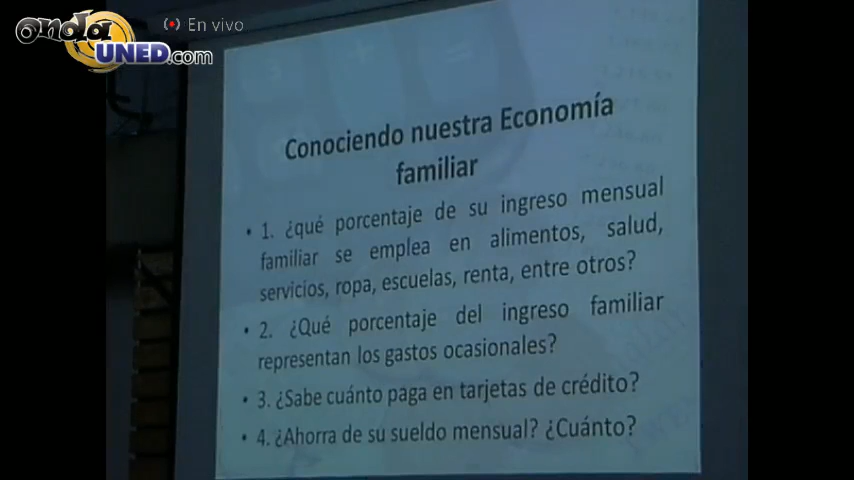 onda
UNED.com
En vivo
Conociendo nuestra Economía
familiar
• 1. ¿qué porcentaje de su ingreso mensual
familiar se emplea en alimentos, salud,
servicios, ropa, escuelas, renta, entre otros?
• 2. ¿Qué porcentaje del ingreso familiar
representan los gastos ocasionales?
• 3. ¿Sabe cuánto paga en tarjetas de crédito?
• 4. ¿Ahorra de su sueldo mensual? ¿Cuánto?